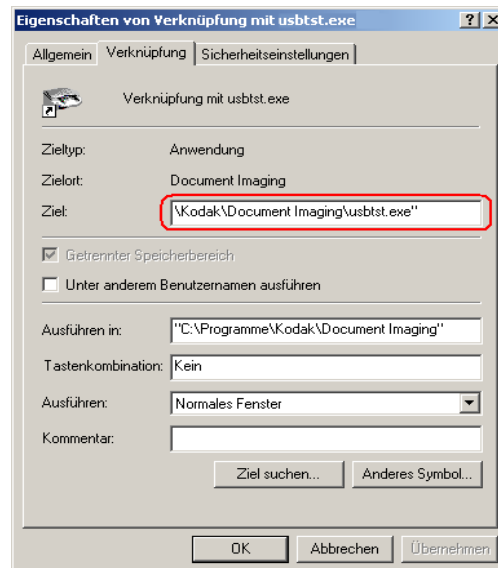 Eigenschaften von Verknüpfung mit usbtst.exe
Allgemein Verknüpfung Sicherheitseinstellungen
Verknüpfung mit usbtst.exe
Zieltyp: Anwendung
Zielort: Document Imaging
Ziel: \Kodak\Document Imaging\usbtst.exe"
Getrennter Speicherbereich
Unter anderem Benutzernamen ausführen
Ausführen in: "C:\Programme\Kodak\Document Imaging"
Tastenkombination: Kein
Ausführen: Normales Fenster
Kommentar:
Ziel suchen... Anderes Symbol...
OK Abbrechen Übernehmen